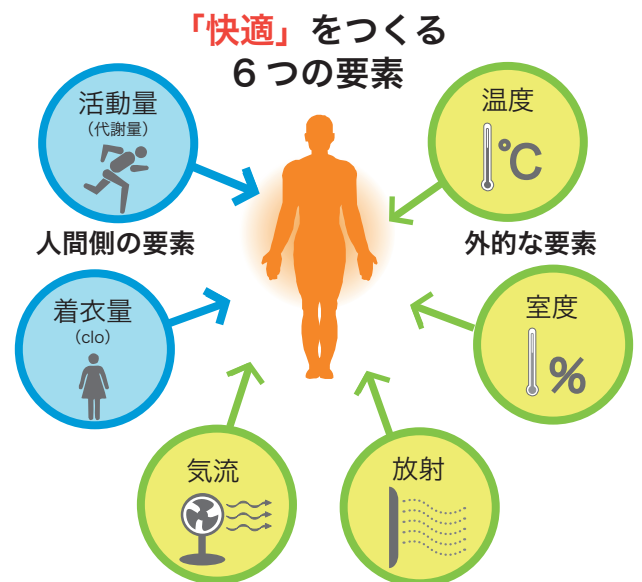 「快適」をつくる
6つの要素
活動量
（代謝量）
温度
℃
人間側の要素
外的な要素
着衣量
（clo）
室度
%
気流
放射